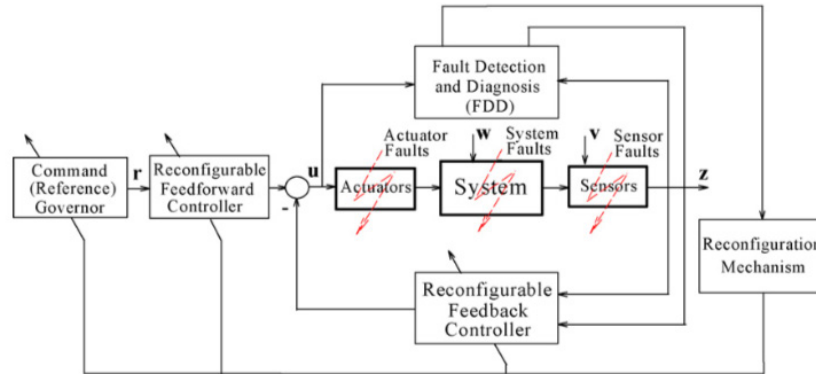 Fault Detection
and Diagnosis
(FDD)
Actuator
Faults
w
System
Faults
v
Sensor
Faults
Command
(Reference)
Governor
r
Reconfigurable
Feedforward
Controller
-
u
Actuators
System
Sensors
z
Reconfiguration
Mechanism
Reconfigurable
Feedback
Controller